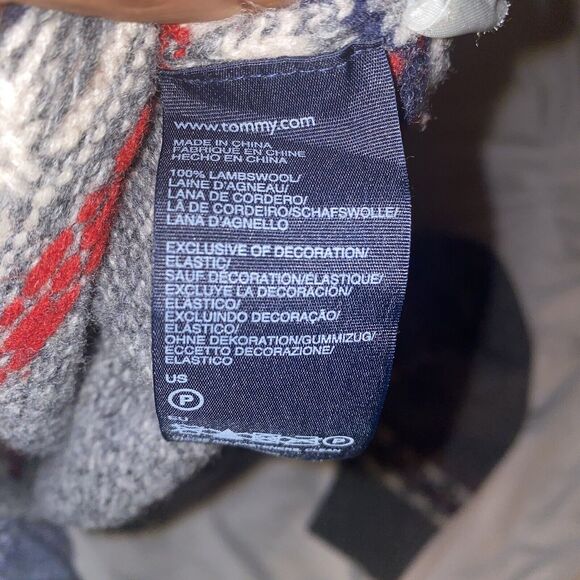 www.tommy.com
MADE IN CHINA
FABRIQUÉ EN CHINE
HECHO EN CHINA
100% LAMBSWOOL/
LAINE D'AGNEAU/
LANA DE CORDERO/
LÃ DE CORDEIRO/SCHAFSWOLLE/
LANA D'AGNELLO
EXCLUSIVE OF DECORATION/
ELASTIC/
SAUF DÉCORATION/ÉLASTIQUE/
EXCLUYE LA DECORACIÓN/
ELÁSTICO/
EXCLUINDO DECORAÇÃO/
ELÁSTICO/
OHNE DEKORATION/GUMMIZUG/
ECCETTO DECORAZIONE/
ELASTICO
US
P
EU
P